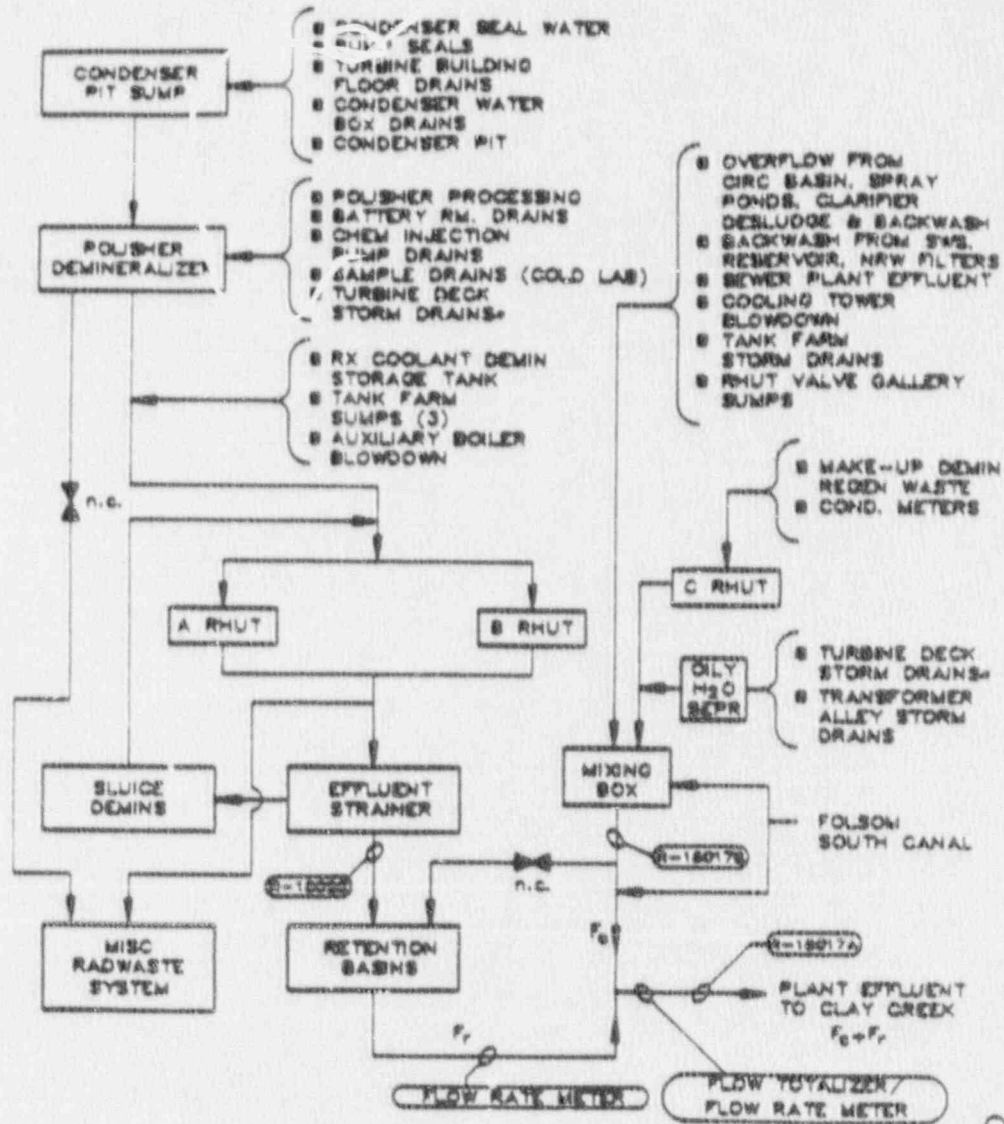 CONDENSER
PIT SUMP
CONDENSER SEAL WATER
SEALS
TURBINE BUILDING
FLOOR DRAINS
CONDENSER WATER
BOX DRAINS
CONDENSER PIT
POLISHER
DEMINERALIZER
POLISHER PROCESSING
BATTERY RM. DRAINS
CHEM INJECTION
PUMP DRAINS
SAMPLE DRAINS (COLD LAB)
TURBINE DECK
STORM DRAINS*
RX COOLANT DEMIN
STORAGE TANK
TANK FARM
SUMPS (3)
AUXILIARY BOILER
BLOWDOWN
OVERFLOW FROM
CIRC BASIN, SPRAY
PONDS, CLARIFIER
DESLUDGE & BACKWASH
BACKWASH FROM SWS,
RESERVOIR, NRW FILTERS
SEWER PLANT EFFLUENT
COOLING TOWER
BLOWDOWN
TANK FARM
STORM DRAINS
RHUT VALVE GALLERY
SUMPS
n.c.
MAKE-UP DEMIN
REGEN WASTE
COND. METERS
A RHUT
B RHUT
C RHUT
OILY
H2O
SEPR
TURBINE DECK
STORM DRAINS*
TRANSFORMER
ALLEY STORM
DRAINS
SLUICE
DEMINS
EFFLUENT
STRAINER
MIXING
BOX
FOLSOM
SOUTH CANAL
R-15017B
n.c.
MISC
RADWASTE
SYSTEM
RETENTION
BASINS
Fc
R-15017A
PLANT EFFLUENT
TO CLAY CREEK
Fc+Fr
Fr
FLOW RATE METER
FLOW TOTALIZER/
FLOW RATE METER